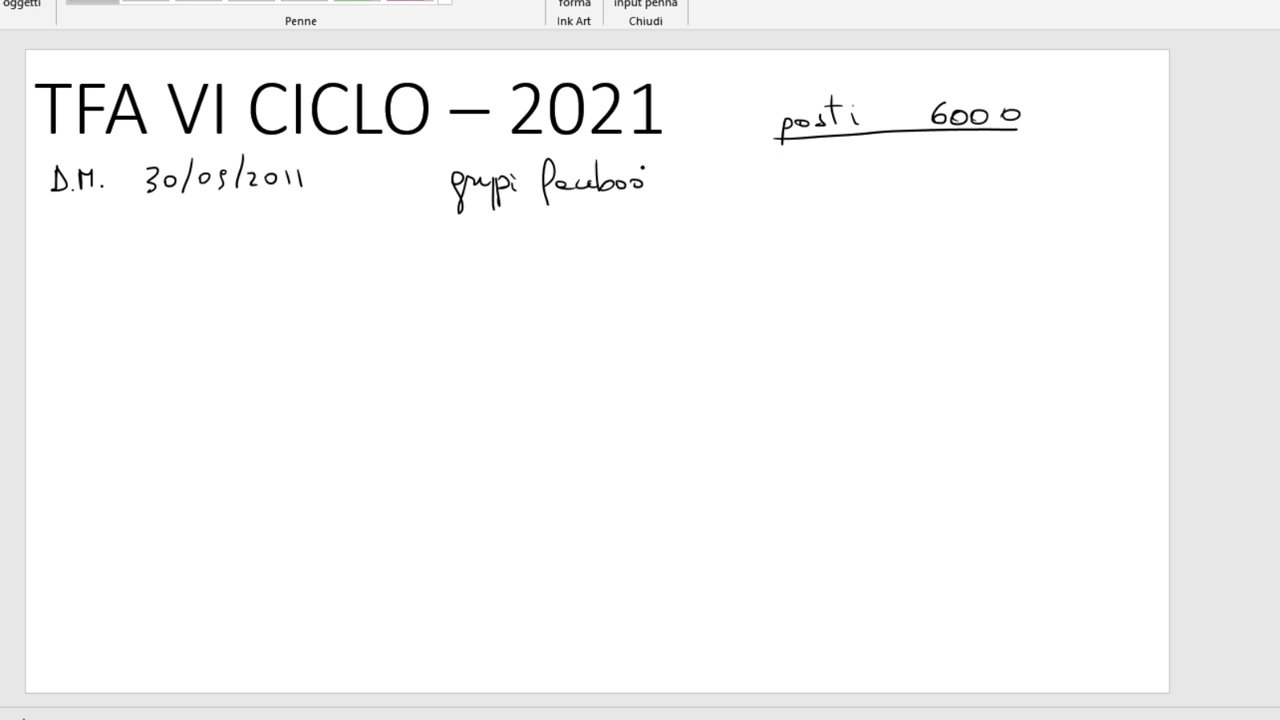 oggetti
forma
input penna
Penne
Ink Art
Chiudi
TFA VI CICLO – 2021
posti 6000
D.M. 30/09/2011
gruppi Facebook